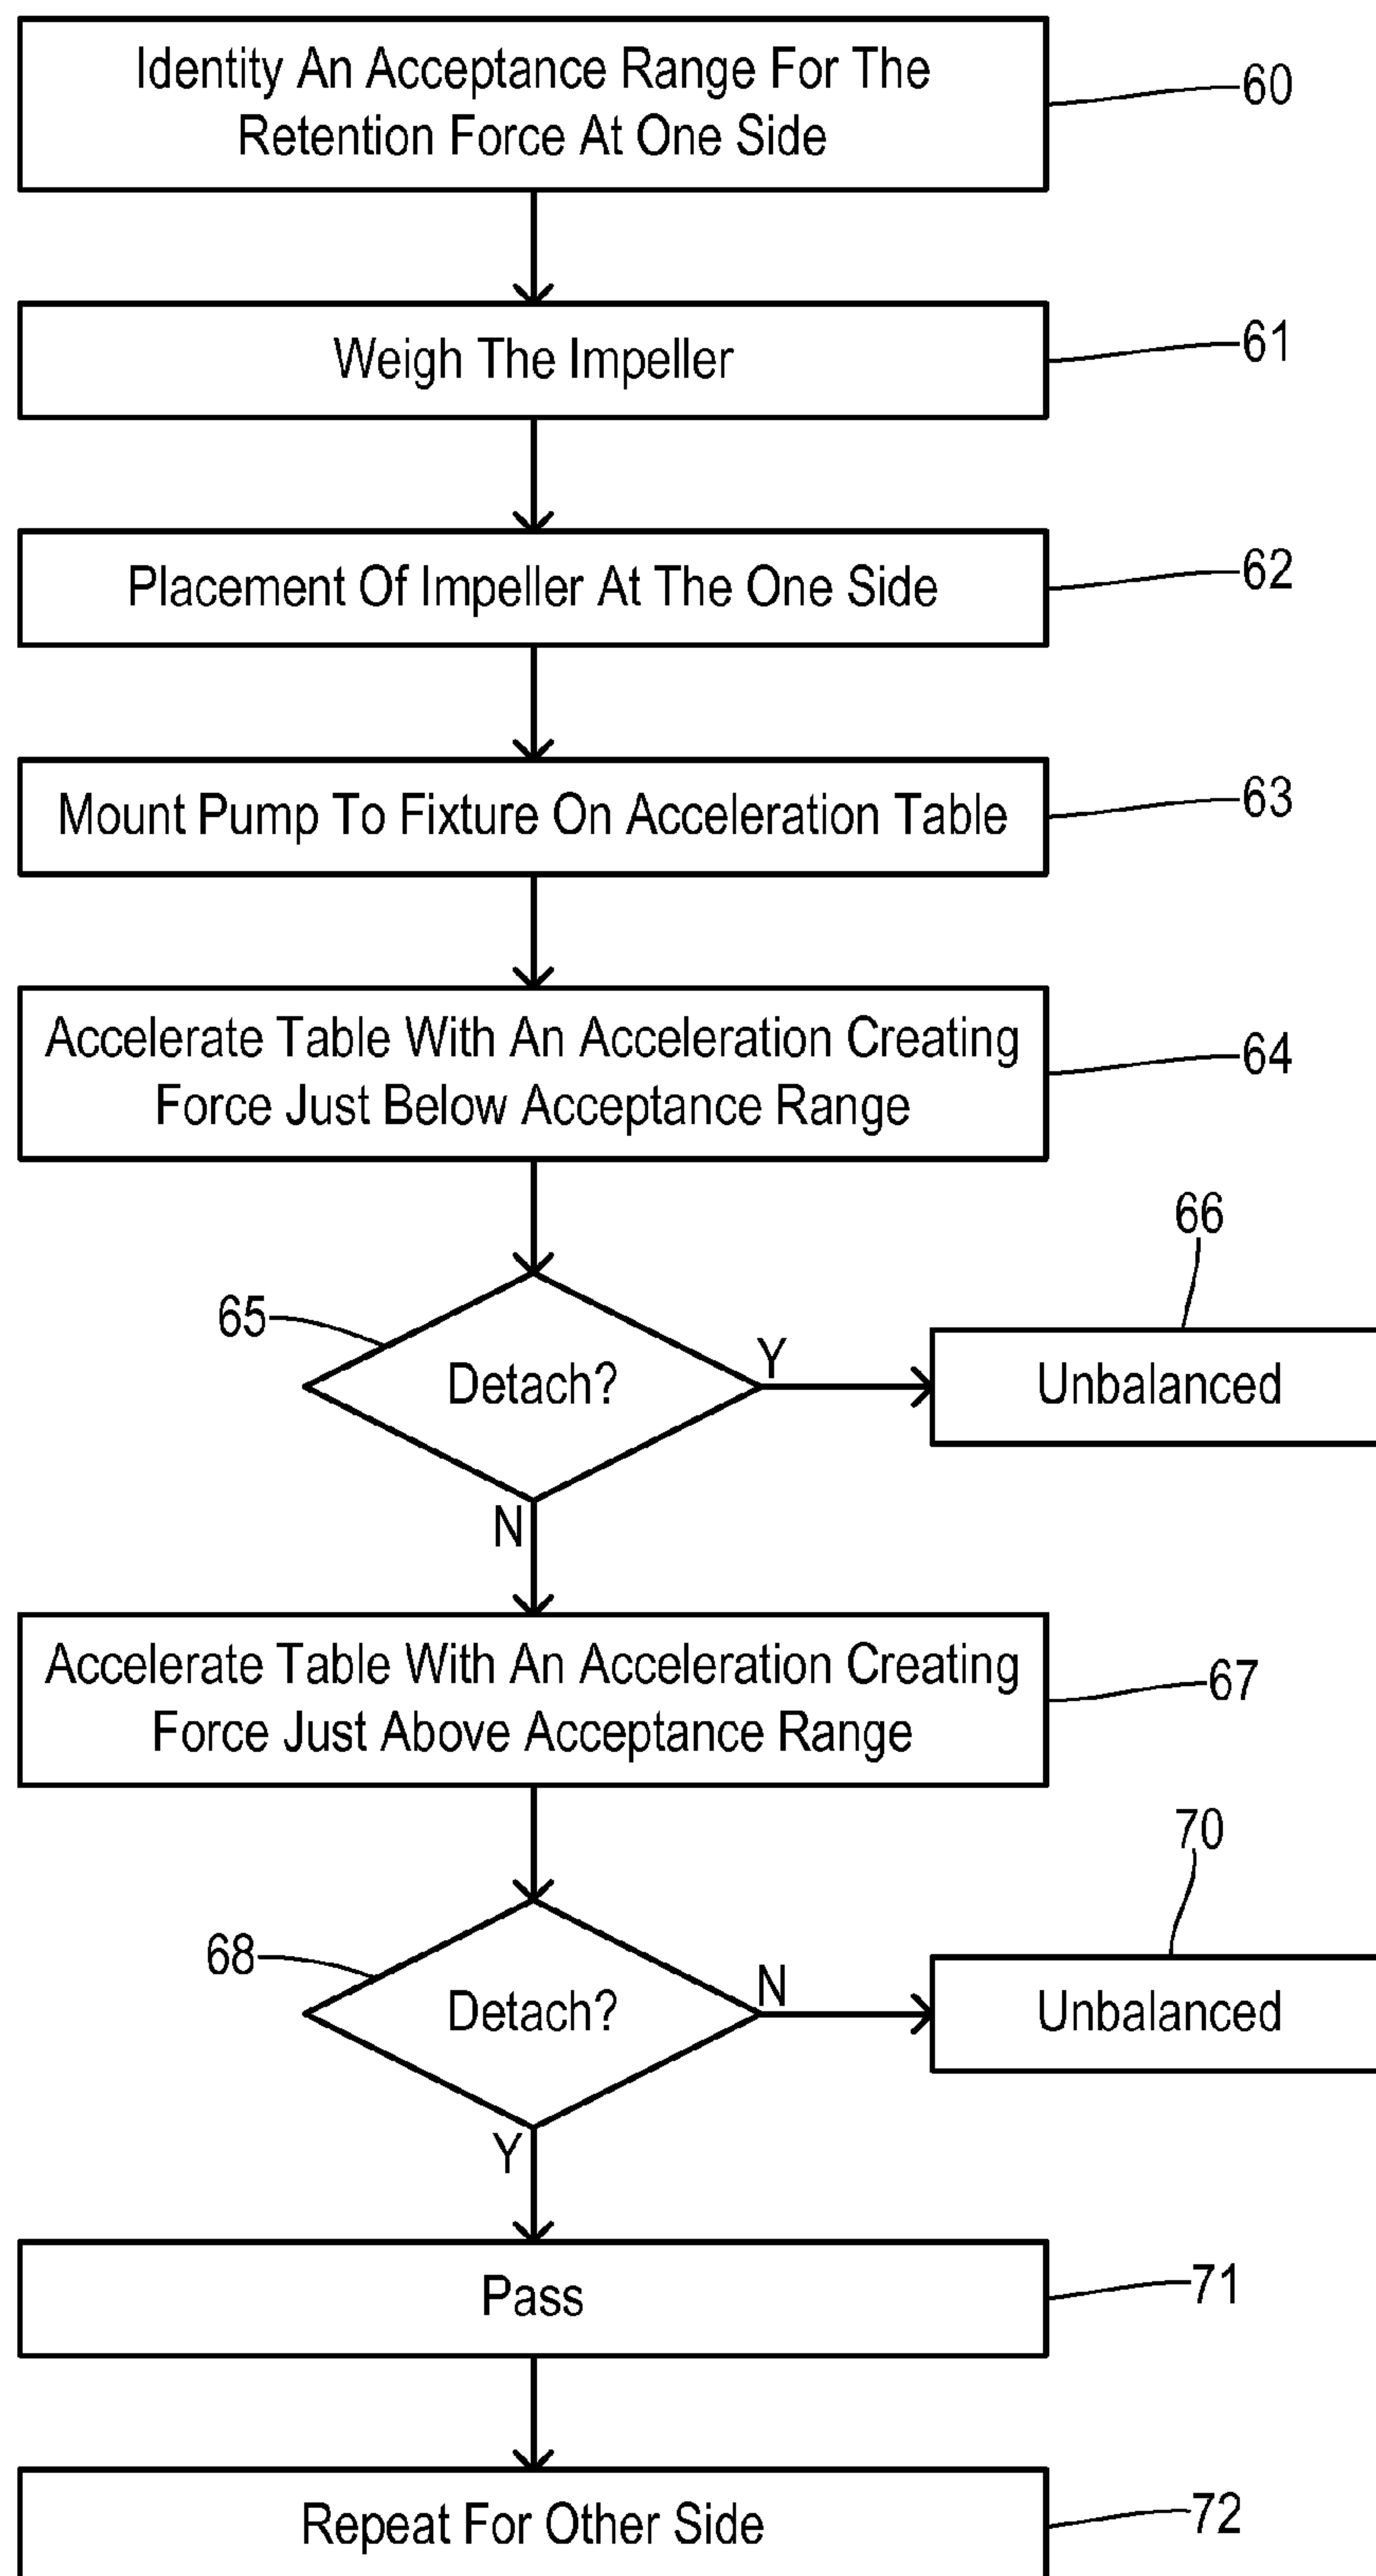 Identity An Acceptance Range For The
Retention Force At One Side
60
Weigh The Impeller
61
Placement Of Impeller At The One Side
62
Mount Pump To Fixture On Acceleration Table
63
Accelerate Table With An Acceleration Creating
Force Just Below Acceptance Range
64
65
Detach?
Y
66
Unbalanced
N
Accelerate Table With An Acceleration Creating
Force Just Above Acceptance Range
67
68
Detach?
N
70
Unbalanced
Y
Pass
71
Repeat For Other Side
72